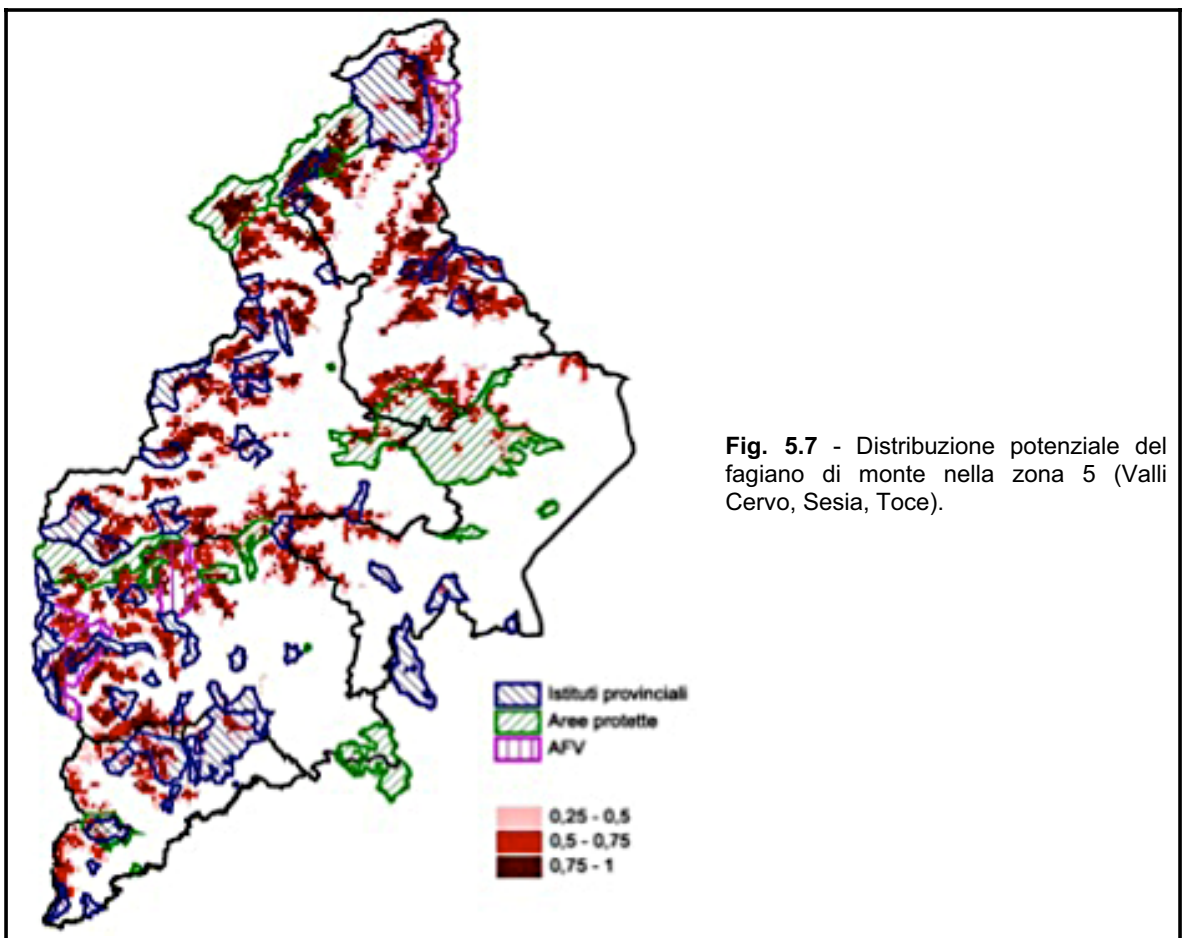 Fig. 5.7 - Distribuzione potenziale del
fagiano di monte nella zona 5 (Valli
Cervo, Sesia, Toce).
Istituti provinciali
Aree protette
AFV
0,25 - 0,5
0,5 - 0,75
0,75 - 1